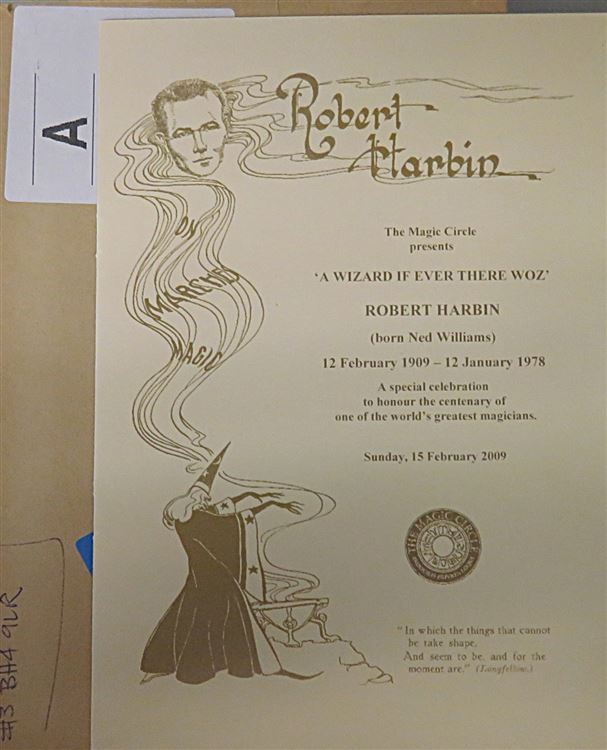 A
Robert
Harbin
ON
MARCHED
MAGIC
The Magic Circle
presents
'A WIZARD IF EVER THERE WOZ'
ROBERT HARBIN
(born Ned Williams)
12 February 1909 – 12 January 1978
A special celebration
to honour the centenary of
one of the world's greatest magicians.
Sunday, 15 February 2009
THE MAGIC CIRCLE
"In which the things that cannot
be take shape,
And seem to be, and for the
moment are." (Longfellow.)
#3 BH4 9LR